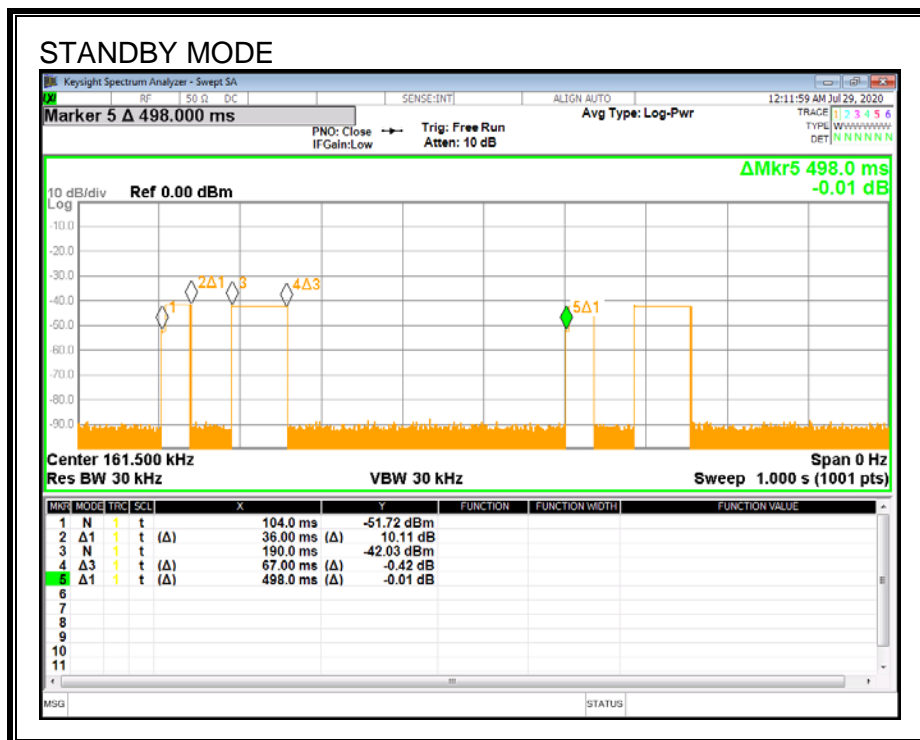 STANDBY MODE
Keysight Spectrum Analyzer - Swept SA
RF 50 Ω DC SENSE:INT ALIGN AUTO 12:11:59 AM Jul 29, 2020
Marker 5 Δ 498.000 ms
PNO: Close
IFGain:Low
Trig: Free Run
Atten: 10 dB
Avg Type: Log-Pwr
TRACE 1 2 3 4 5 6
TYPE WWWWWWW
DET N N N N N N
ΔMkr5 498.0 ms
-0.01 dB
10 dB/div Ref 0.00 dBm
Log
-10.0
-20.0
-30.0
-40.0
-50.0
-60.0
-70.0
-80.0
-90.0
1
2Δ1
3
4Δ3
5Δ1
Center 161.500 kHz Span 0 Hz
Res BW 30 kHz VBW 30 kHz Sweep 1.000 s (1001 pts)
MKR MODE TRC SCL X Y FUNCTION FUNCTION WIDTH FUNCTION VALUE
1 N 1 t 104.0 ms -51.72 dBm
2 Δ1 1 t (Δ) 36.00 ms (Δ) 10.11 dB
3 N 1 t 190.0 ms -42.03 dBm
4 Δ3 1 t (Δ) 67.00 ms (Δ) -0.42 dB
5 Δ1 1 t (Δ) 498.0 ms (Δ) -0.01 dB
6
7
8
9
10
11
MSG STATUS